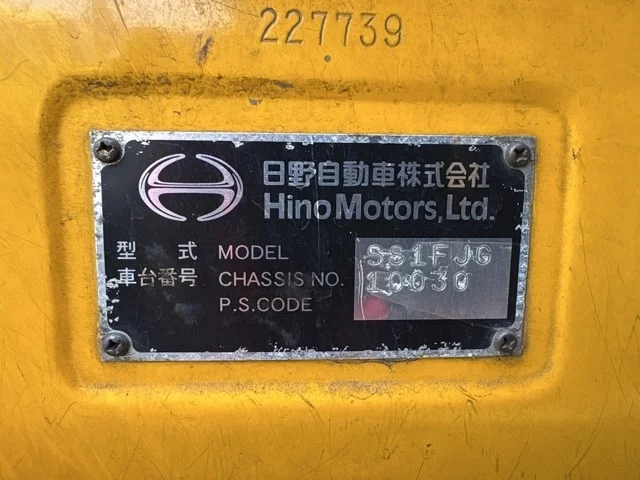 227739
日野自動車株式会社
Hino Motors, Ltd.
型 式 MODEL SS1FJG
車台番号 CHASSIS NO. 10030
P.S.CODE